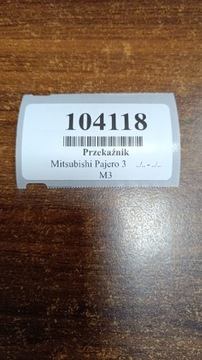 104118
Przekaźnik
Mitsubishi Pajero 3 ../.. - ../..
M3